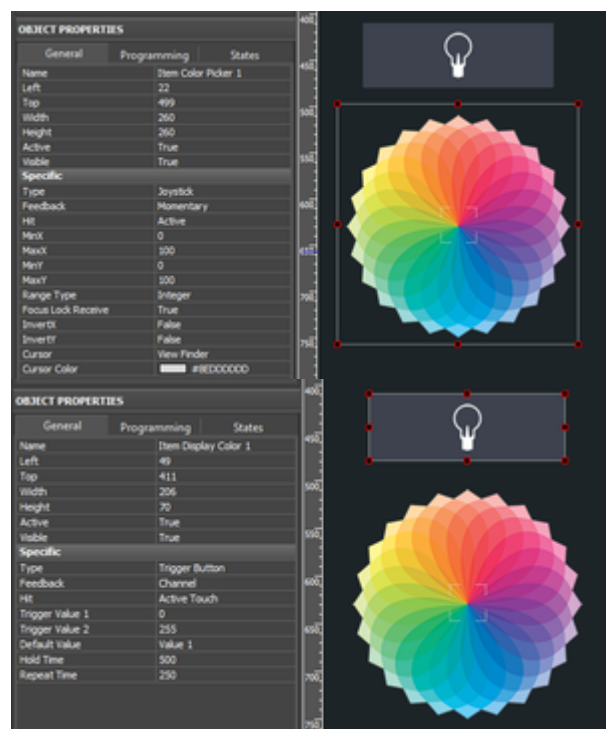 OBJECT PROPERTIES
General Programming States
Name Item Color Picker 1
Left 22
Top 499
Width 260
Height 260
Active True
Visible True
Specific
Type Joystick
Feedback Momentary
Hit Active
MinX 0
MaxX 100
MinY 0
MaxY 100
Range Type Integer
Focus Lock Receive True
InvertX False
InvertY False
Cursor View Finder
Cursor Color #8EDDDDDD
400
450
500
550
600
650
700
750
OBJECT PROPERTIES
General Programming States
Name Item Display Color 1
Left 49
Top 411
Width 206
Height 70
Active True
Visible True
Specific
Type Trigger Button
Feedback Channel
Hit Active Touch
Trigger Value 1 0
Trigger Value 2 255
Default Value Value 1
Hold Time 500
Repeat Time 250
400
450
500
550
600
650
700
750